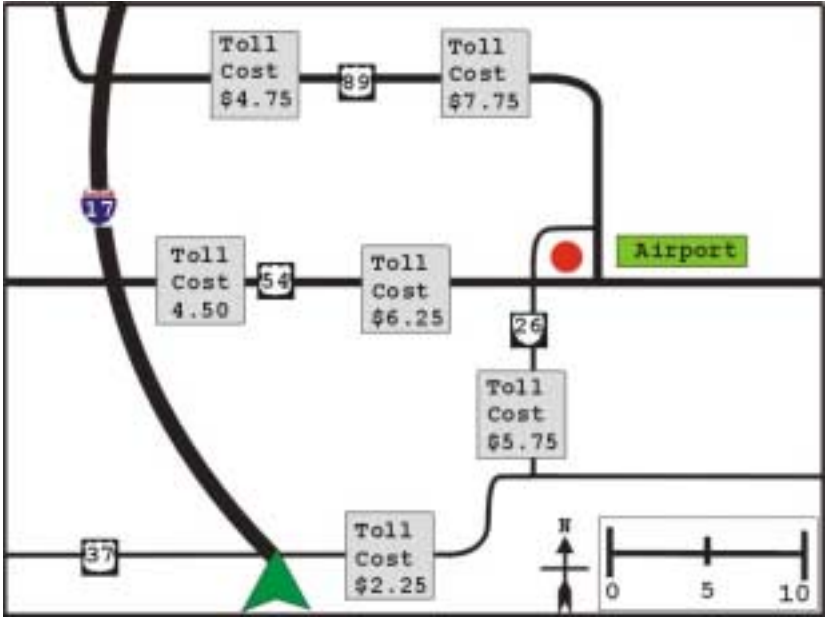 Toll
Cost
$4.75
89
Toll
Cost
$7.75
17
Toll
Cost
4.50
54
Toll
Cost
$6.25
Airport
26
Toll
Cost
$5.75
37
Toll
Cost
$2.25
N
0 5 10